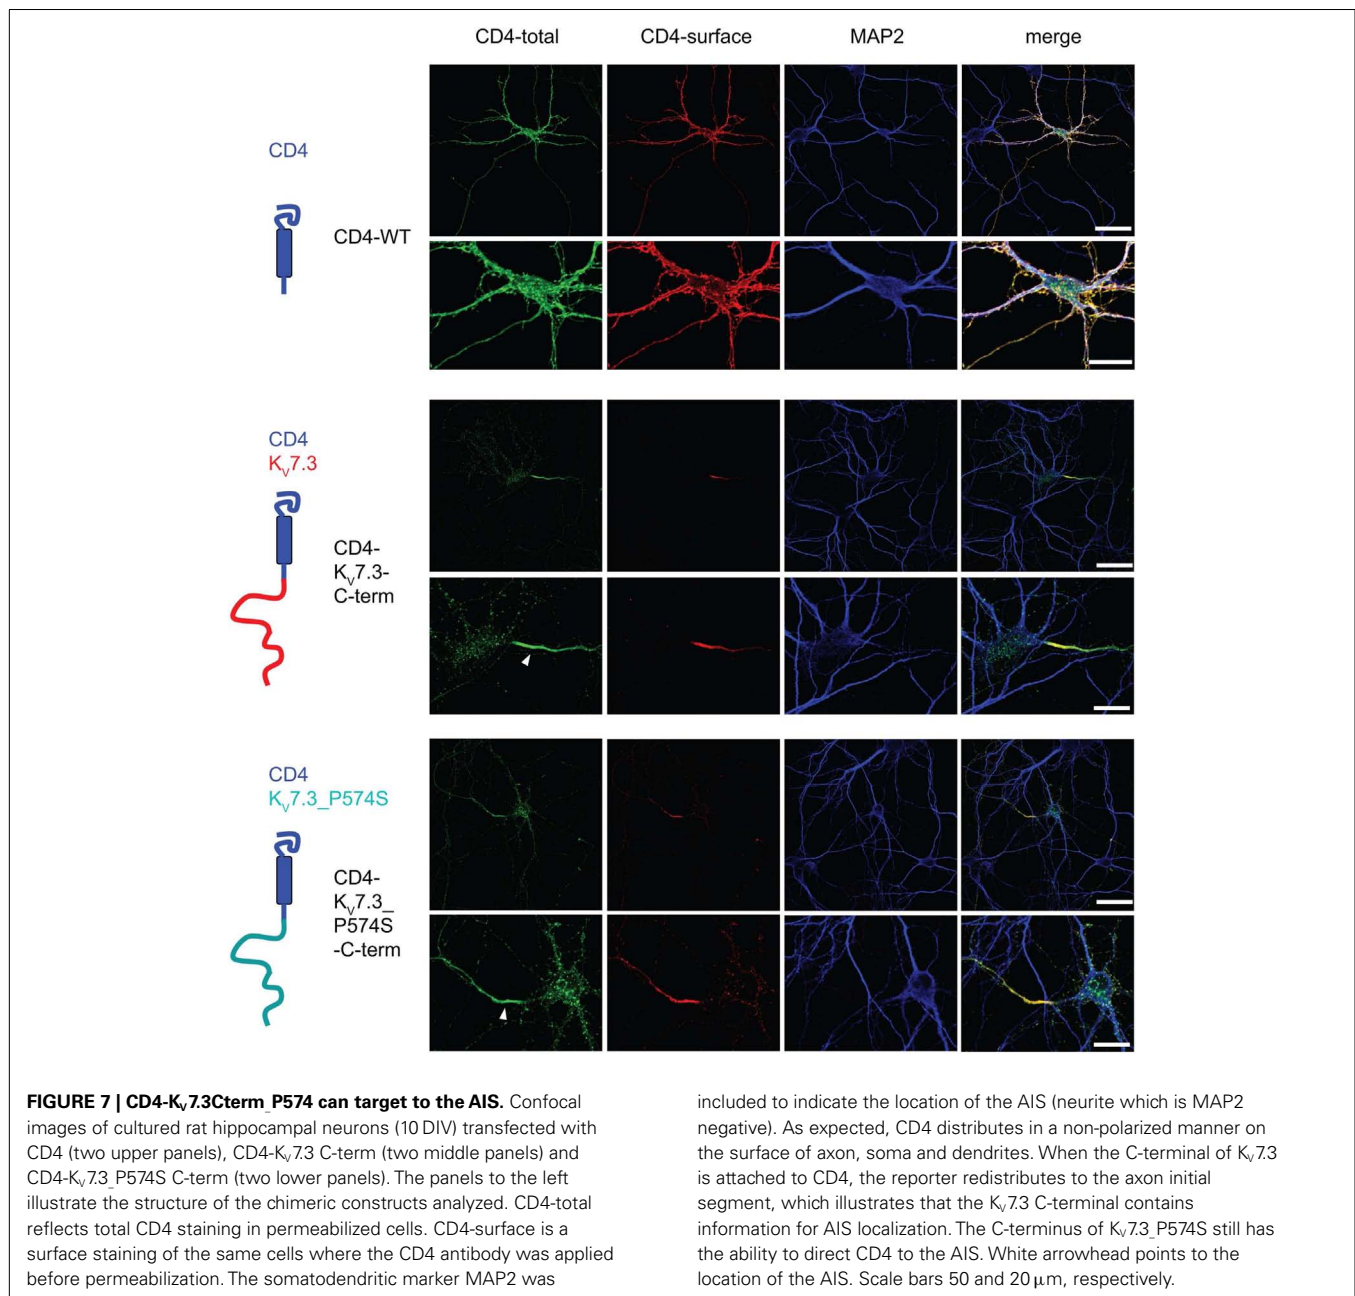 CD4-total CD4-surface MAP2 merge
CD4
CD4-WT
CD4
KV7.3
CD4-
KV7.3-
C-term
CD4
KV7.3_P574S
CD4-
KV7.3_
P574S
-C-term
FIGURE 7 | CD4-KV7.3Cterm_P574 can target to the AIS. Confocal
images of cultured rat hippocampal neurons (10 DIV) transfected with
CD4 (two upper panels), CD4-KV7.3 C-term (two middle panels) and
CD4-KV7.3_P574S C-term (two lower panels). The panels to the left
illustrate the structure of the chimeric constructs analyzed. CD4-total
reflects total CD4 staining in permeabilized cells. CD4-surface is a
surface staining of the same cells where the CD4 antibody was applied
before permeabilization. The somatodendritic marker MAP2 was
included to indicate the location of the AIS (neurite which is MAP2
negative). As expected, CD4 distributes in a non-polarized manner on
the surface of axon, soma and dendrites. When the C-terminal of KV7.3
is attached to CD4, the reporter redistributes to the axon initial
segment, which illustrates that the KV7.3 C-terminal contains
information for AIS localization. The C-terminus of KV7.3_P574S still has
the ability to direct CD4 to the AIS. White arrowhead points to the
location of the AIS. Scale bars 50 and 20 μm, respectively.